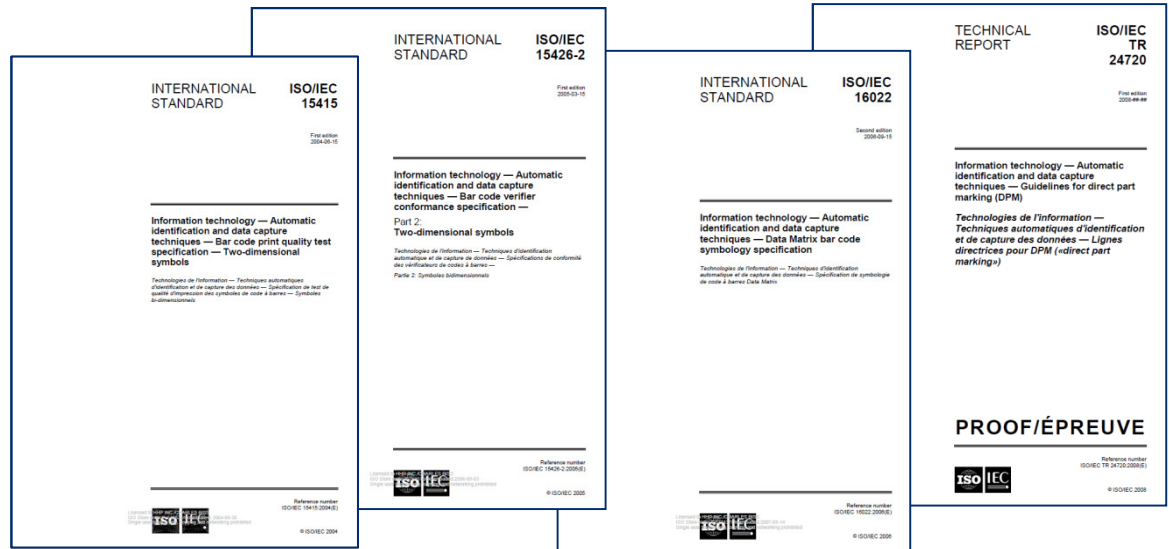 INTERNATIONAL
STANDARD
ISO/IEC
15415
First edition
2004-06-15
Information technology — Automatic
identification and data capture
techniques — Bar code print quality test
specification — Two-dimensional
symbols
Technologies de l'information — Techniques automatiques
d'identification et de capture des données — Spécification de test de
qualité d'impression des symboles de code à barres — Symboles
bi-dimensionnels
ISO IEC
Reference number
ISO/IEC 15415:2004(E)
© ISO/IEC 2004
INTERNATIONAL
STANDARD
ISO/IEC
15426-2
First edition
2005-03-15
Information technology — Automatic
identification and data capture
techniques — Bar code verifier
conformance specification —
Part 2:
Two-dimensional symbols
Technologies de l'information — Techniques d'identification
automatique et de capture de données — Spécifications de conformité
des vérificateurs de codes à barres —
Partie 2: Symboles bidimensionnels
ISO IEC
Reference number
ISO/IEC 15426-2:2005(E)
© ISO/IEC 2005
INTERNATIONAL
STANDARD
ISO/IEC
16022
Second edition
2006-09-15
Information technology — Automatic
identification and data capture
techniques — Data Matrix bar code
symbology specification
Technologies de l'information — Techniques d'identification
automatique et de capture des données — Spécification de symbologie
de code à barres Data Matrix
ISO IEC
Reference number
ISO/IEC 16022:2006(E)
© ISO/IEC 2006
TECHNICAL
REPORT
ISO/IEC
TR
24720
First edition
2008-##-##
Information technology — Automatic
identification and data capture
techniques — Guidelines for direct part
marking (DPM)
Technologies de l'information —
Techniques automatiques d'identification
et de capture des données — Lignes
directrices pour DPM («direct part
marking»)
PROOF/ÉPREUVE
ISO IEC
Reference number
ISO/IEC TR 24720:2008(E)
© ISO/IEC 2008